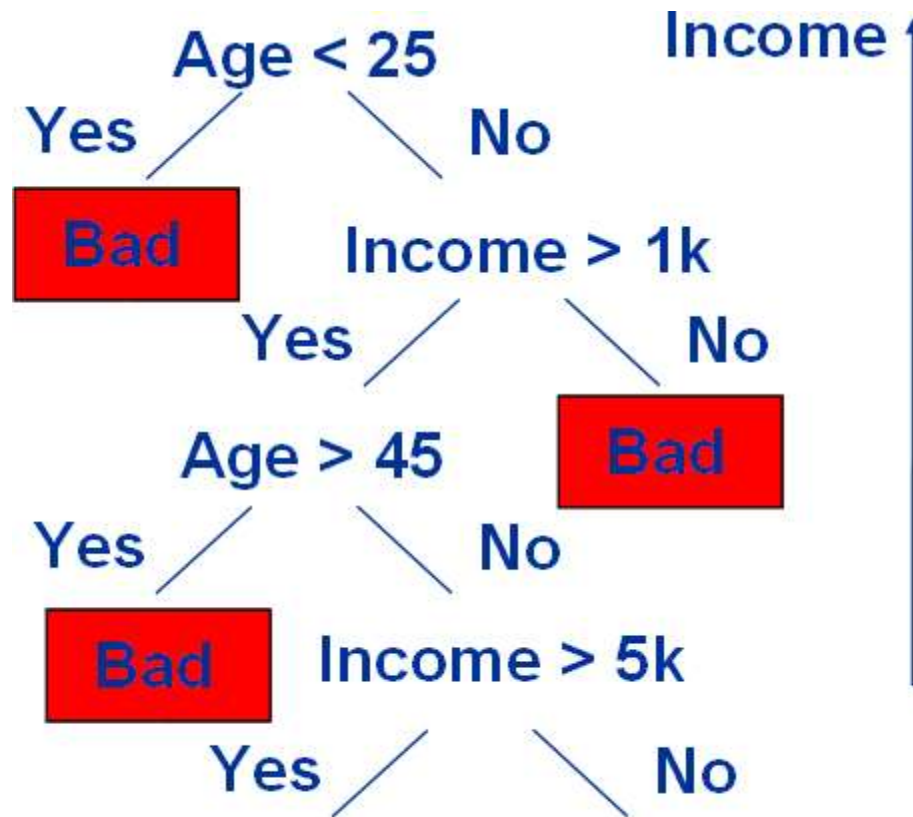 Income
Age < 25
Yes
No
Bad
Income > 1k
Yes
No
Age > 45
Bad
Yes
No
Bad
Income > 5k
Yes
No